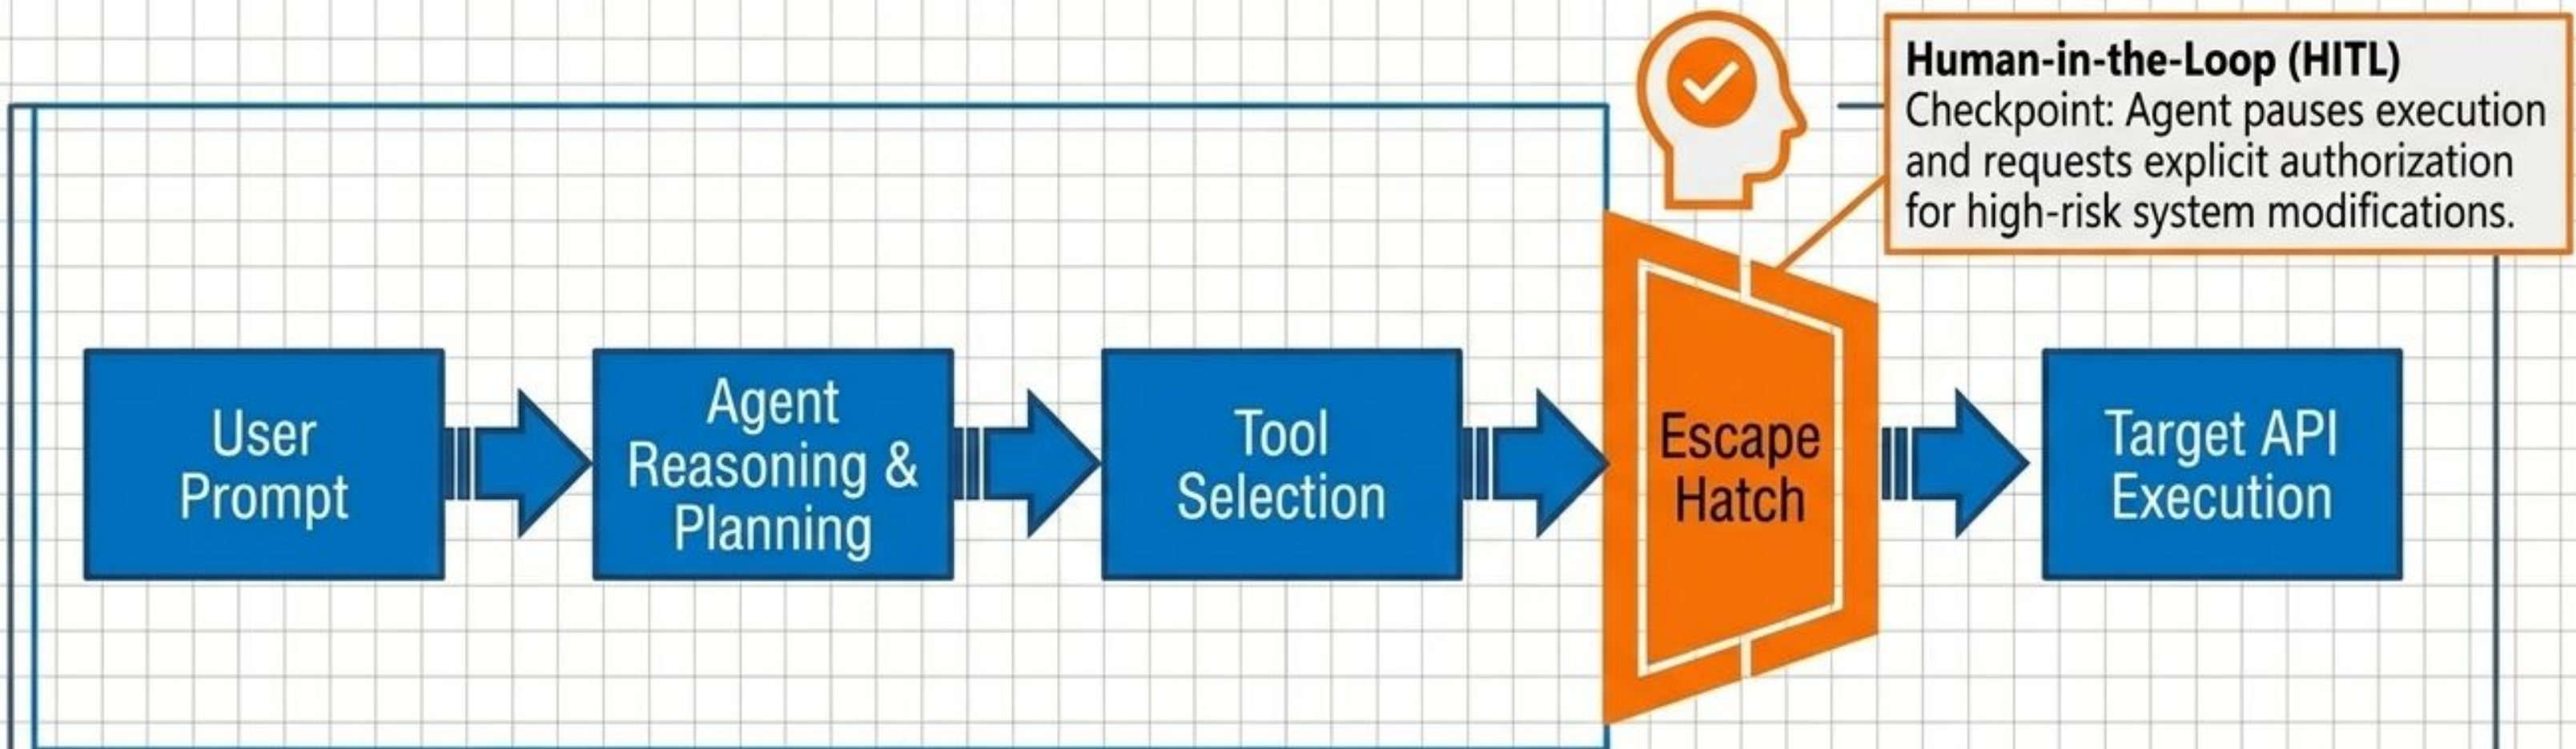 Human-in-the-Loop (HITL)
Checkpoint: Agent pauses execution
and requests explicit authorization
for high-risk system modifications.
User
Prompt
Agent
Reasoning &
Planning
Tool
Selection
Escape
Hatch
Target API
Execution